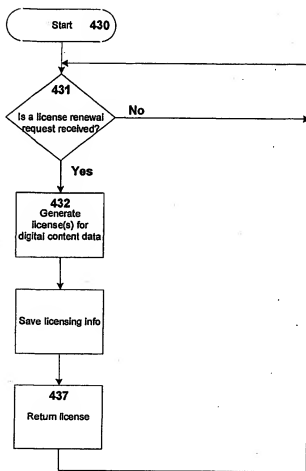 Start 430
431
Is a license renewal
request received?
No
Yes
432
Generate
license(s) for
digital content data
Save licensing info
437
Return license